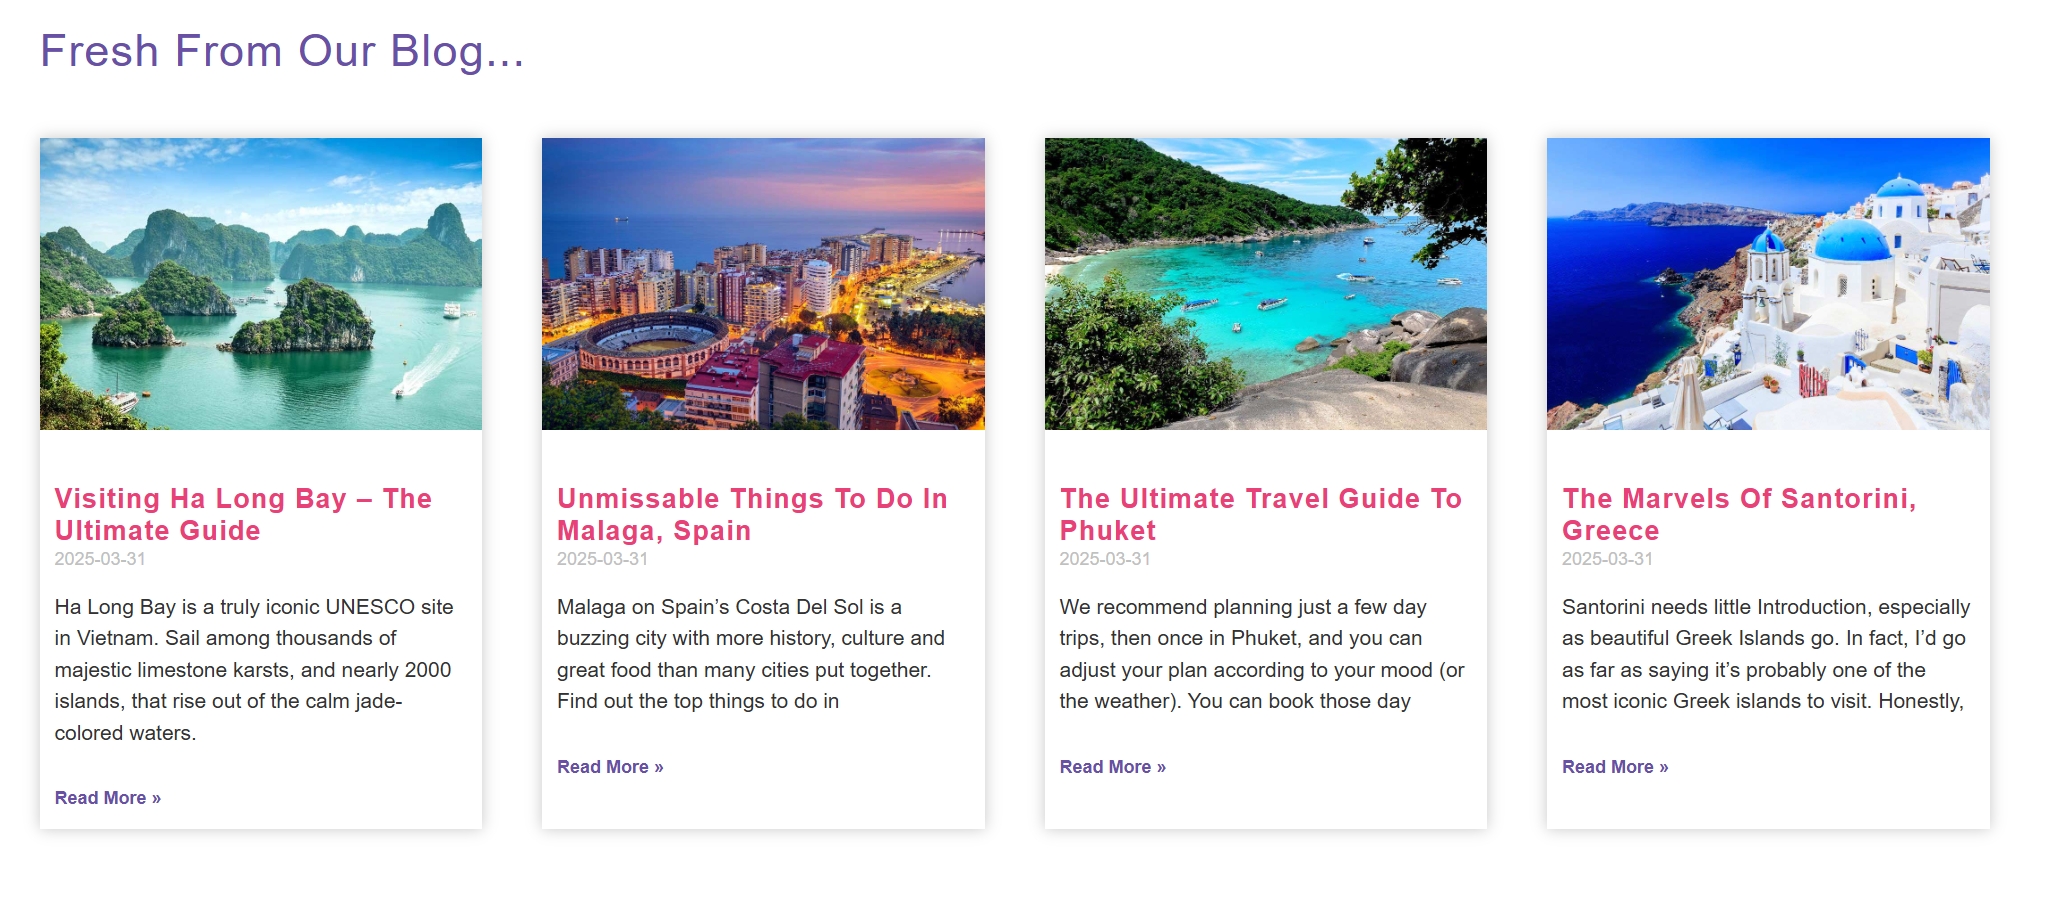 Fresh From Our Blog...
Visiting Ha Long Bay – The
Ultimate Guide
2025-03-31
Ha Long Bay is a truly iconic UNESCO site
in Vietnam. Sail among thousands of
majestic limestone karsts, and nearly 2000
islands, that rise out of the calm jade-
colored waters.
Read More »
Unmissable Things To Do In
Malaga, Spain
2025-03-31
Malaga on Spain’s Costa Del Sol is a
buzzing city with more history, culture and
great food than many cities put together.
Find out the top things to do in
Read More »
The Ultimate Travel Guide To
Phuket
2025-03-31
We recommend planning just a few day
trips, then once in Phuket, and you can
adjust your plan according to your mood (or
the weather). You can book those day
Read More »
The Marvels Of Santorini,
Greece
2025-03-31
Santorini needs little Introduction, especially
as beautiful Greek Islands go. In fact, I’d go
as far as saying it’s probably one of the
most iconic Greek islands to visit. Honestly,
Read More »